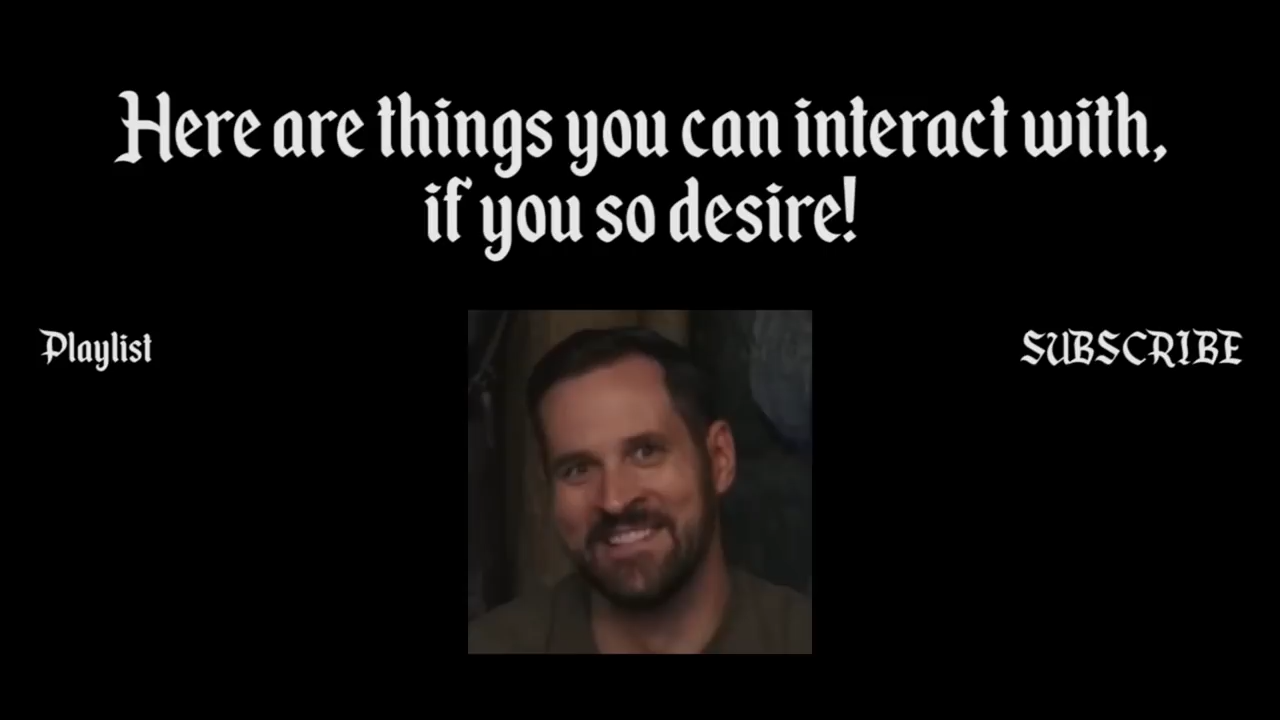 Here are things you can interact with,
if you so desire!
Playlist
SUBSCRIBE